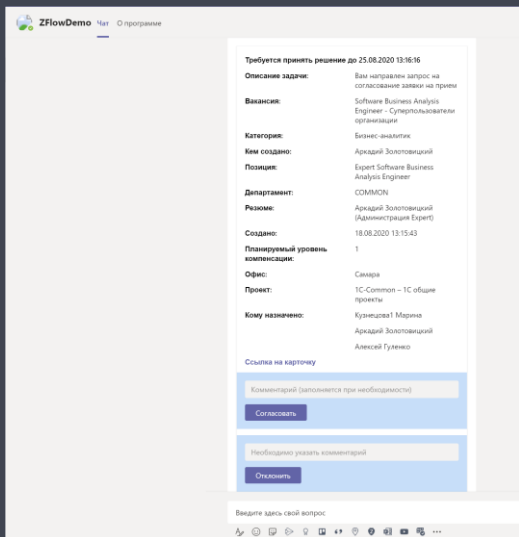 ZFlowDemo Чат О программе
Требуется принять решение до 25.08.2020 13:16:16
Описание задачи: Вам направлен запрос на
согласование заявки на прием
Вакансия: Software Business Analysis
Engineer - Суперпользователи
организации
Категория: Бизнес-аналитик
Кем создано: Аркадий Золотовицкий
Позиция: Expert Software Business
Analysis Engineer
Департамент: COMMON
Резюме: Аркадий Золотовицкий
(Администрация Expert)
Создано: 18.08.2020 13:15:43
Планируемый уровень 1
компенсации:
Офис: Самара
Проект: 1C-Common – 1С общие
проекты
Кому назначено: Кузнецова1 Марина
Аркадий Золотовицкий
Алексей Гуленко
Ссылка на карточку
Комментарий (заполняется при необходимости)
Согласовать
Необходимо указать комментарий
Отклонить
Введите здесь свой вопрос